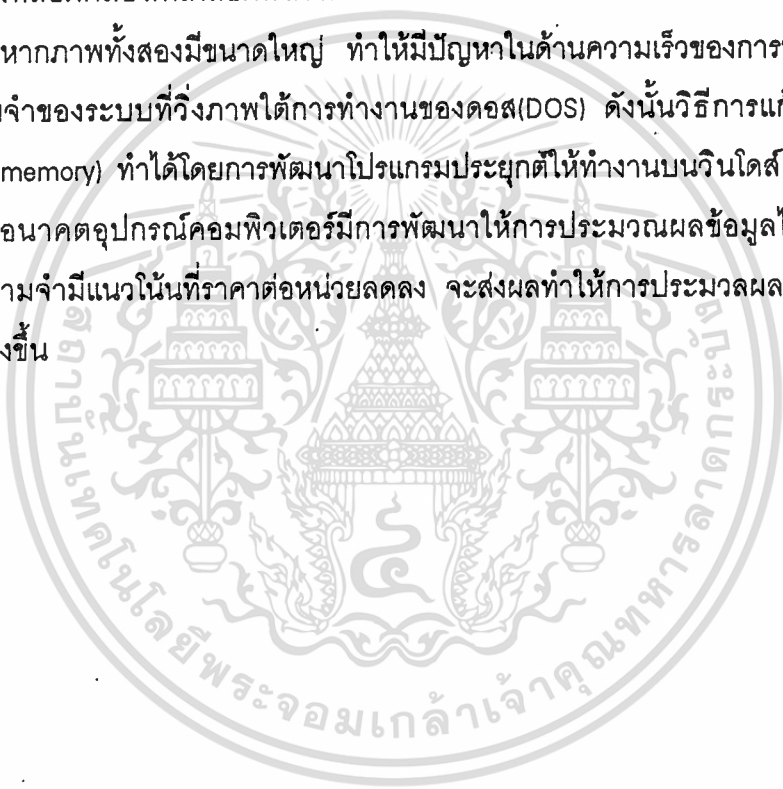 หากภาพทั้งสองมีขนาดใหญ่ ทำให้มีปัญหาในด้านความเร็วของการ
จำของระบบที่วิ่งภาพใต้การทำงานของดอส(DOS) ดังนั้นวิธีการแก้
memory) ทำได้โดยการพัฒนาโปรแกรมประยุกต์ให้ทำงานบนวินโดส์
อนาคตอุปกรณ์คอมพิวเตอร์มีการพัฒนาให้การประมวณผลข้อมูลไ
ามจำมีแนวโน้มที่ราคาต่อหน่วยลดลง จะส่งผลทำให้การประมวลผล
งขึ้น
สถาบันเทคโนโลยีพระจอมเกล้าเจ้าคุณทหารลาดกระบัง